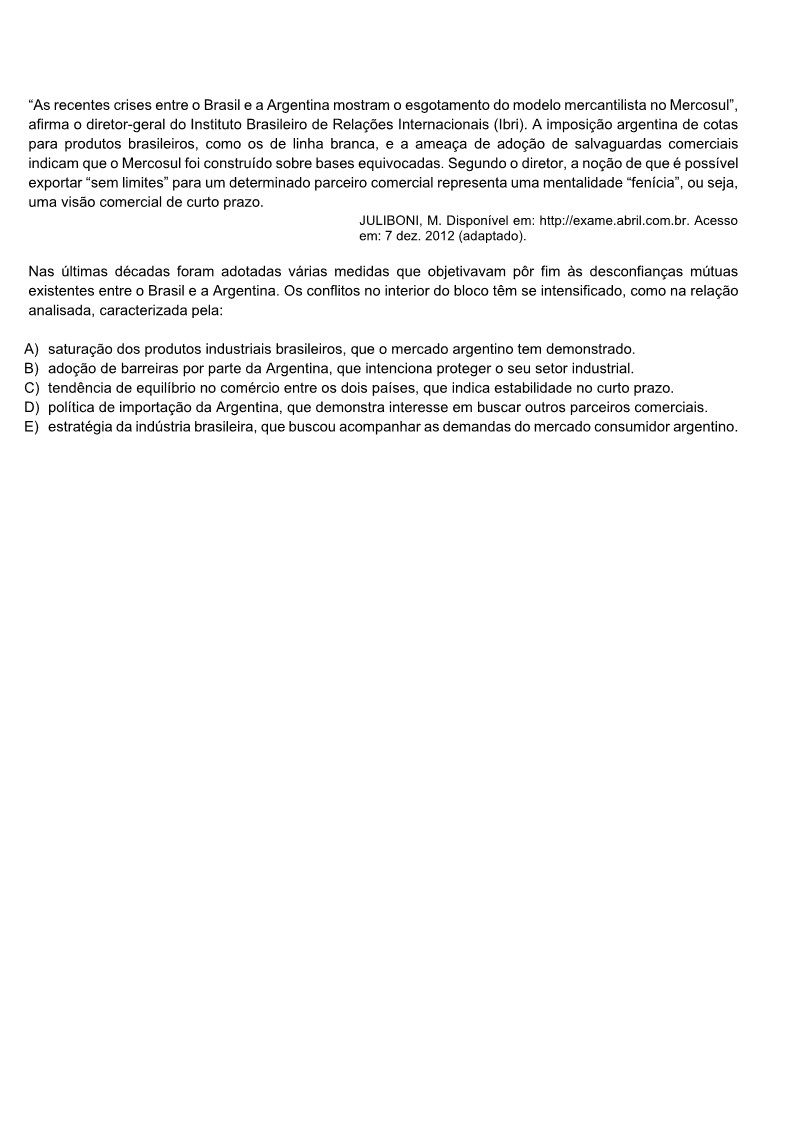 “As recentes crises entre o Brasil e a Argentina mostram o esgotamento do modelo mercantilista no Mercosul”,
afirma o diretor-geral do Instituto Brasileiro de Relações Internacionais (Ibri). A imposição argentina de cotas
para produtos brasileiros, como os de linha branca, e a ameaça de adoção de salvaguardas comerciais
indicam que o Mercosul foi construído sobre bases equivocadas. Segundo o diretor, a noção de que é possível
exportar “sem limites” para um determinado parceiro comercial representa uma mentalidade “fenícia”, ou seja,
uma visão comercial de curto prazo.
JULIBONI, M. Disponível em: http://exame.abril.com.br. Acesso
em: 7 dez. 2012 (adaptado).
Nas últimas décadas foram adotadas várias medidas que objetivavam pôr fim às desconfianças mútuas
existentes entre o Brasil e a Argentina. Os conflitos no interior do bloco têm se intensificado, como na relação
analisada, caracterizada pela:
A) saturação dos produtos industriais brasileiros, que o mercado argentino tem demonstrado.
B) adoção de barreiras por parte da Argentina, que intenciona proteger o seu setor industrial.
C) tendência de equilíbrio no comércio entre os dois países, que indica estabilidade no curto prazo.
D) política de importação da Argentina, que demonstra interesse em buscar outros parceiros comerciais.
E) estratégia da indústria brasileira, que buscou acompanhar as demandas do mercado consumidor argentino.